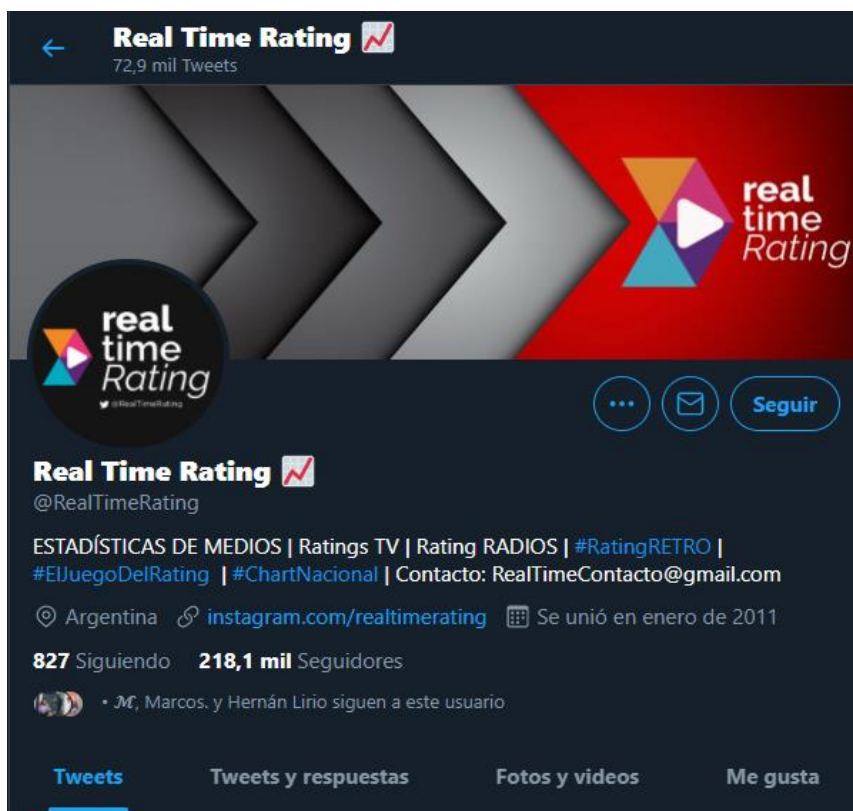 Real Time Rating
72,9 mil Tweets
real
time
Rating
real
time
Rating
@RealTimeRating
Seguir
Real Time Rating
@RealTimeRating
ESTADÍSTICAS DE MEDIOS | Ratings TV | Rating RADIOS | #RatingRETRO |
#ElJuegoDelRating | #ChartNacional | Contacto: RealTimeContacto@gmail.com
Argentina instagram.com/realtimerating Se unió en enero de 2011
827 Siguiendo 218,1 mil Seguidores
• 𝓜, Marcos. y Hernán Lirio siguen a este usuario
Tweets Tweets y respuestas Fotos y videos Me gusta